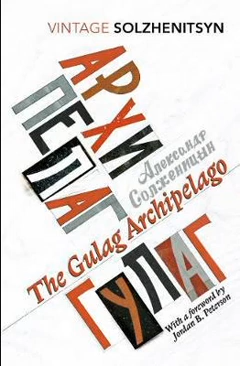 VINTAGE SOLZHENITSYN
АРХИ
ПЕЛАГ
Александр
Солженицын
The Gulag Archipelago
ГУЛАГ
With a foreword by
Jordan B. Peterson